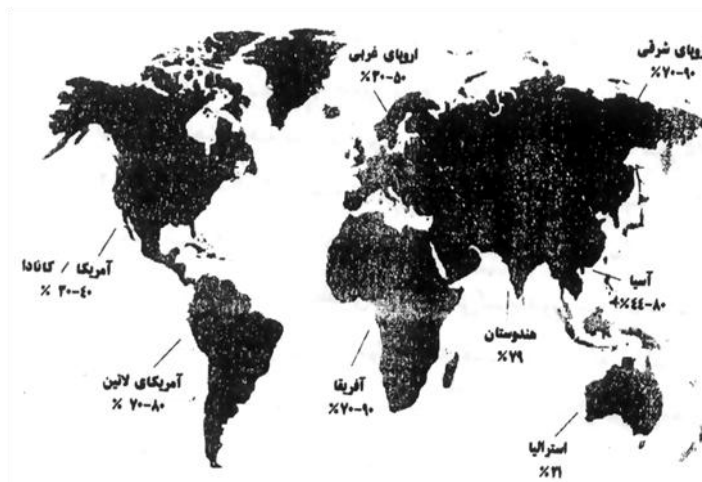 اروپای غربی
%۳۰-۵۰
روپای شرقی
%۷۰-۹۰
آمریکا / کانادا
% ۳۰-۴۰
آسیا
%۴۴-۸۰
هندوستان
%۷۹
آمریکای لاتین
% ۷۰-۸۰
آفریقا
%۷۰-۹۰
استرالیا
%۲۱